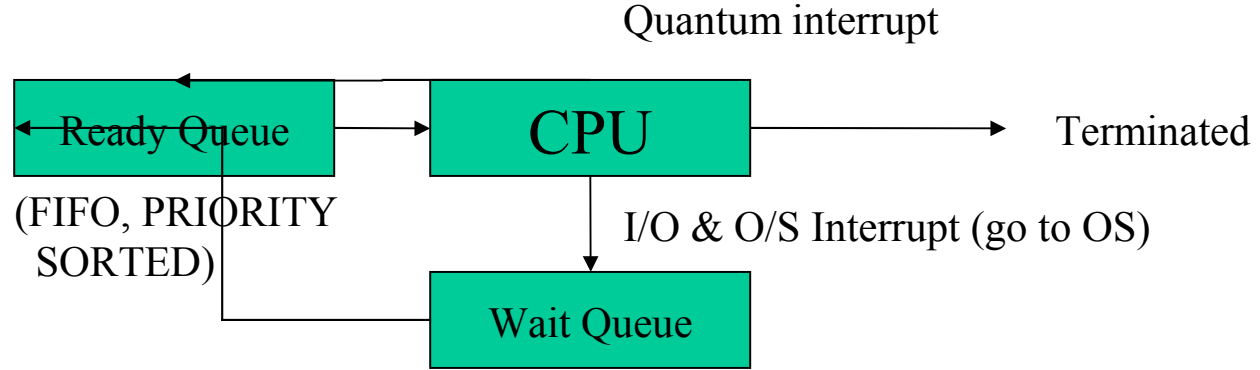 Quantum interrupt
Ready Queue
CPU
Terminated
(FIFO, PRIORITY
SORTED)
I/O & O/S Interrupt (go to OS)
Wait Queue